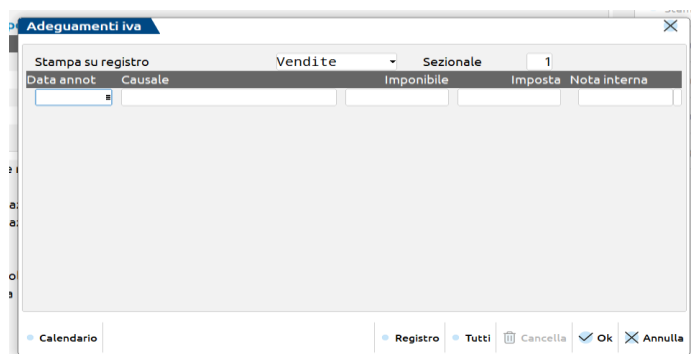 Adeguamenti iva
Stampa su registro Vendite Sezionale 1
Data annot Causale Imponibile Imposta Nota interna
Calendario Registro Tutti Cancella Ok Annulla